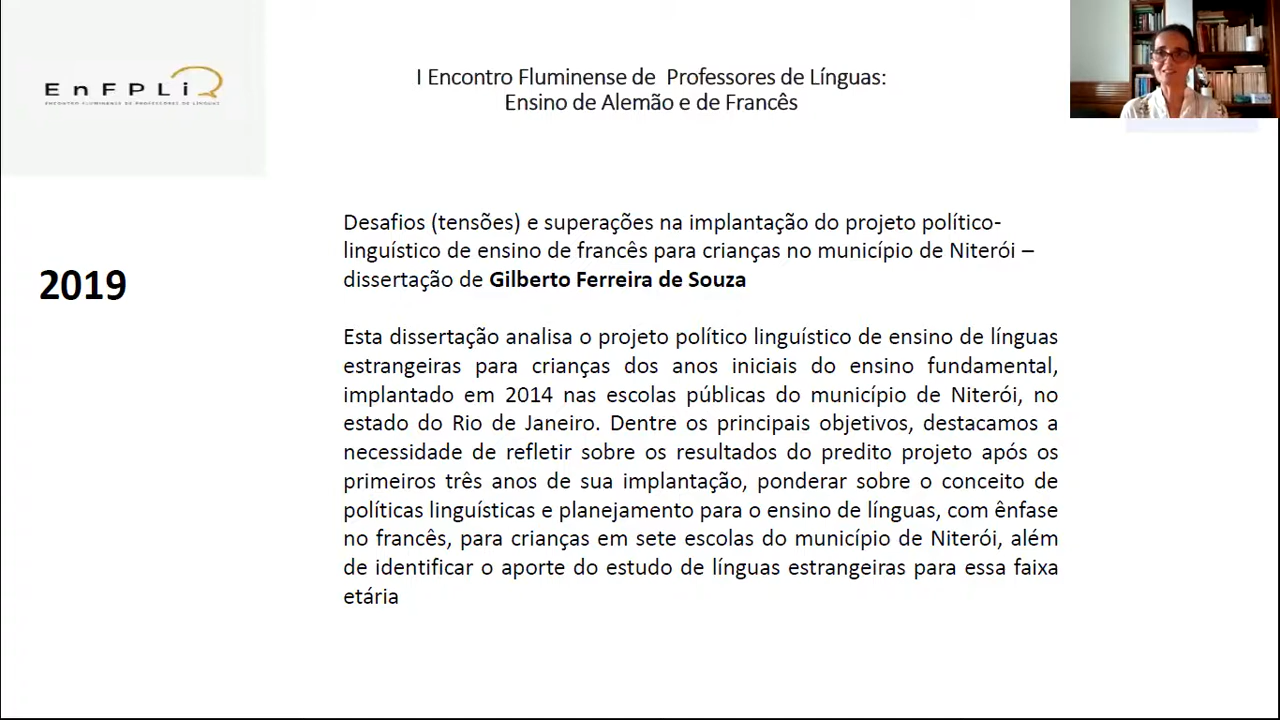 EnFPLi
ENCONTRO FLUMINENSE DE PROFESSORES DE LÍNGUAS
I Encontro Fluminense de Professores de Línguas:
Ensino de Alemão e de Francês
2019
Desafios (tensões) e superações na implantação do projeto político-
linguístico de ensino de francês para crianças no município de Niterói –
dissertação de Gilberto Ferreira de Souza
Esta dissertação analisa o projeto político linguístico de ensino de línguas
estrangeiras para crianças dos anos iniciais do ensino fundamental,
implantado em 2014 nas escolas públicas do município de Niterói, no
estado do Rio de Janeiro. Dentre os principais objetivos, destacamos a
necessidade de refletir sobre os resultados do predito projeto após os
primeiros três anos de sua implantação, ponderar sobre o conceito de
políticas linguísticas e planejamento para o ensino de línguas, com ênfase
no francês, para crianças em sete escolas do município de Niterói, além
de identificar o aporte do estudo de línguas estrangeiras para essa faixa
etária